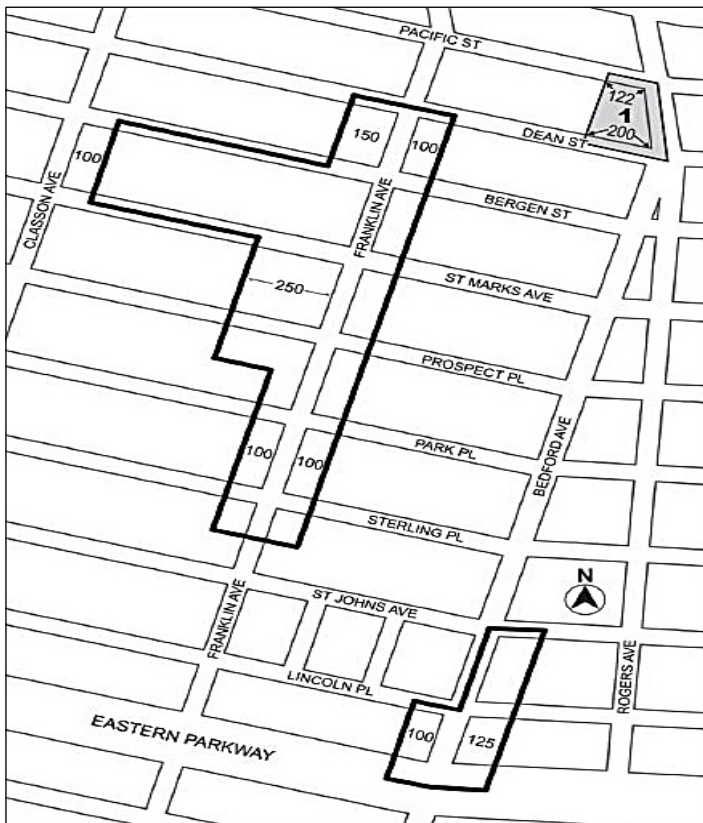 PACIFIC ST
122
1
200
DEAN ST
150
100
100
BERGEN ST
CLASSON AVE
FRANKLIN AVE
ST MARKS AVE
250
PROSPECT PL
PARK PL
100
100
BEDFORD AVE
STERLING PL
N
ST JOHNS AVE
FRANKLIN AVE
LINCOLN PL
ROGERS AVE
EASTERN PARKWAY
100
125